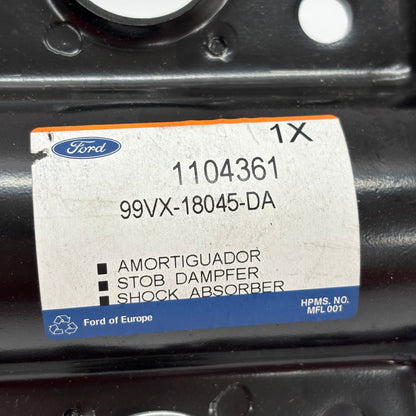 Ford
1X
1104361
99VX-18045-DA
AMORTIGUADOR
STOB DAMPFER
SHOCK ABSORBER
Ford of Europe
HPMS. NO.
MFL 001